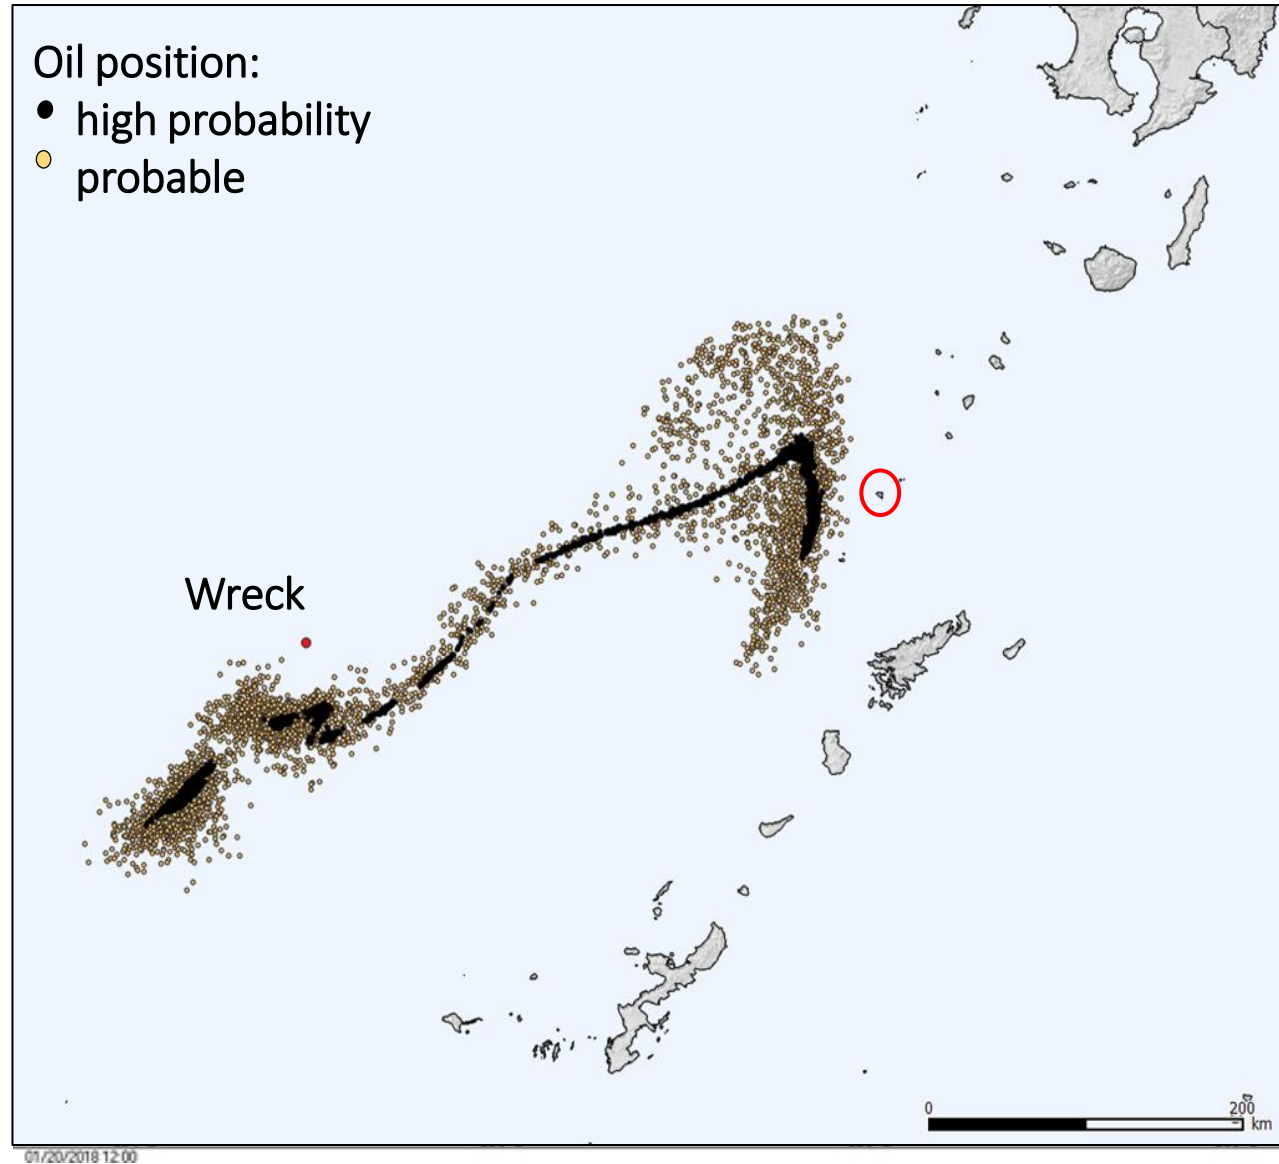 Oil position:
high probability
probable
Wreck
0 200
km
01/20/2018 12:00